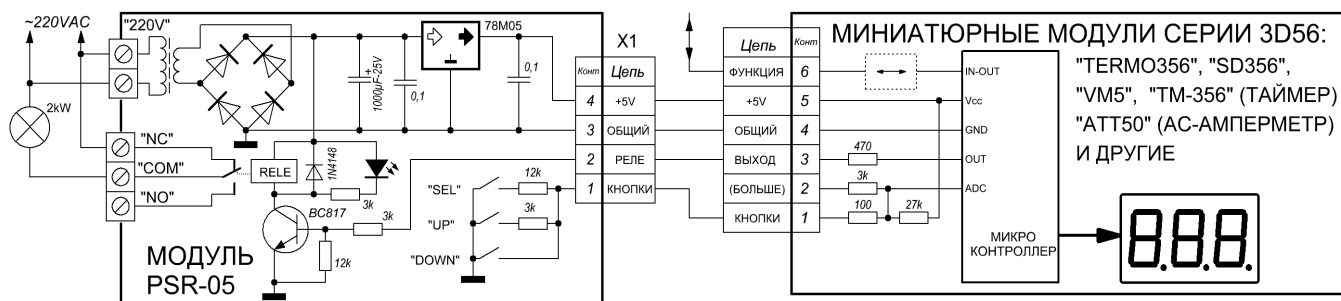 ~220VAC
"220V"
2kW
"NC"
"COM"
"NO"
1000μF-25V
+
0,1
78M05
0,1
RELE
1N4148
3k
BC817
3k
12k
МОДУЛЬ
PSR-05
"SEL"
12k
"UP"
3k
"DOWN"
X1
Конт Цепь
4 +5V
3 ОБЩИЙ
2 РЕЛЕ
1 КНОПКИ
Цепь Конт
ФУНКЦИЯ 6
+5V 5
ОБЩИЙ 4
ВЫХОД 3
(БОЛЬШЕ) 2
КНОПКИ 1
470
3k
100
27k
IN-OUT
Vcc
GND
OUT
ADC
МИКРО
КОНТРОЛЛЕР
МИНИАТЮРНЫЕ МОДУЛИ СЕРИИ 3D56:
"TERMO356", "SD356",
"VM5", "TM-356" (ТАЙМЕР)
"ATT50" (АС-АМПЕРМЕТР)
И ДРУГИЕ
8.8.8.